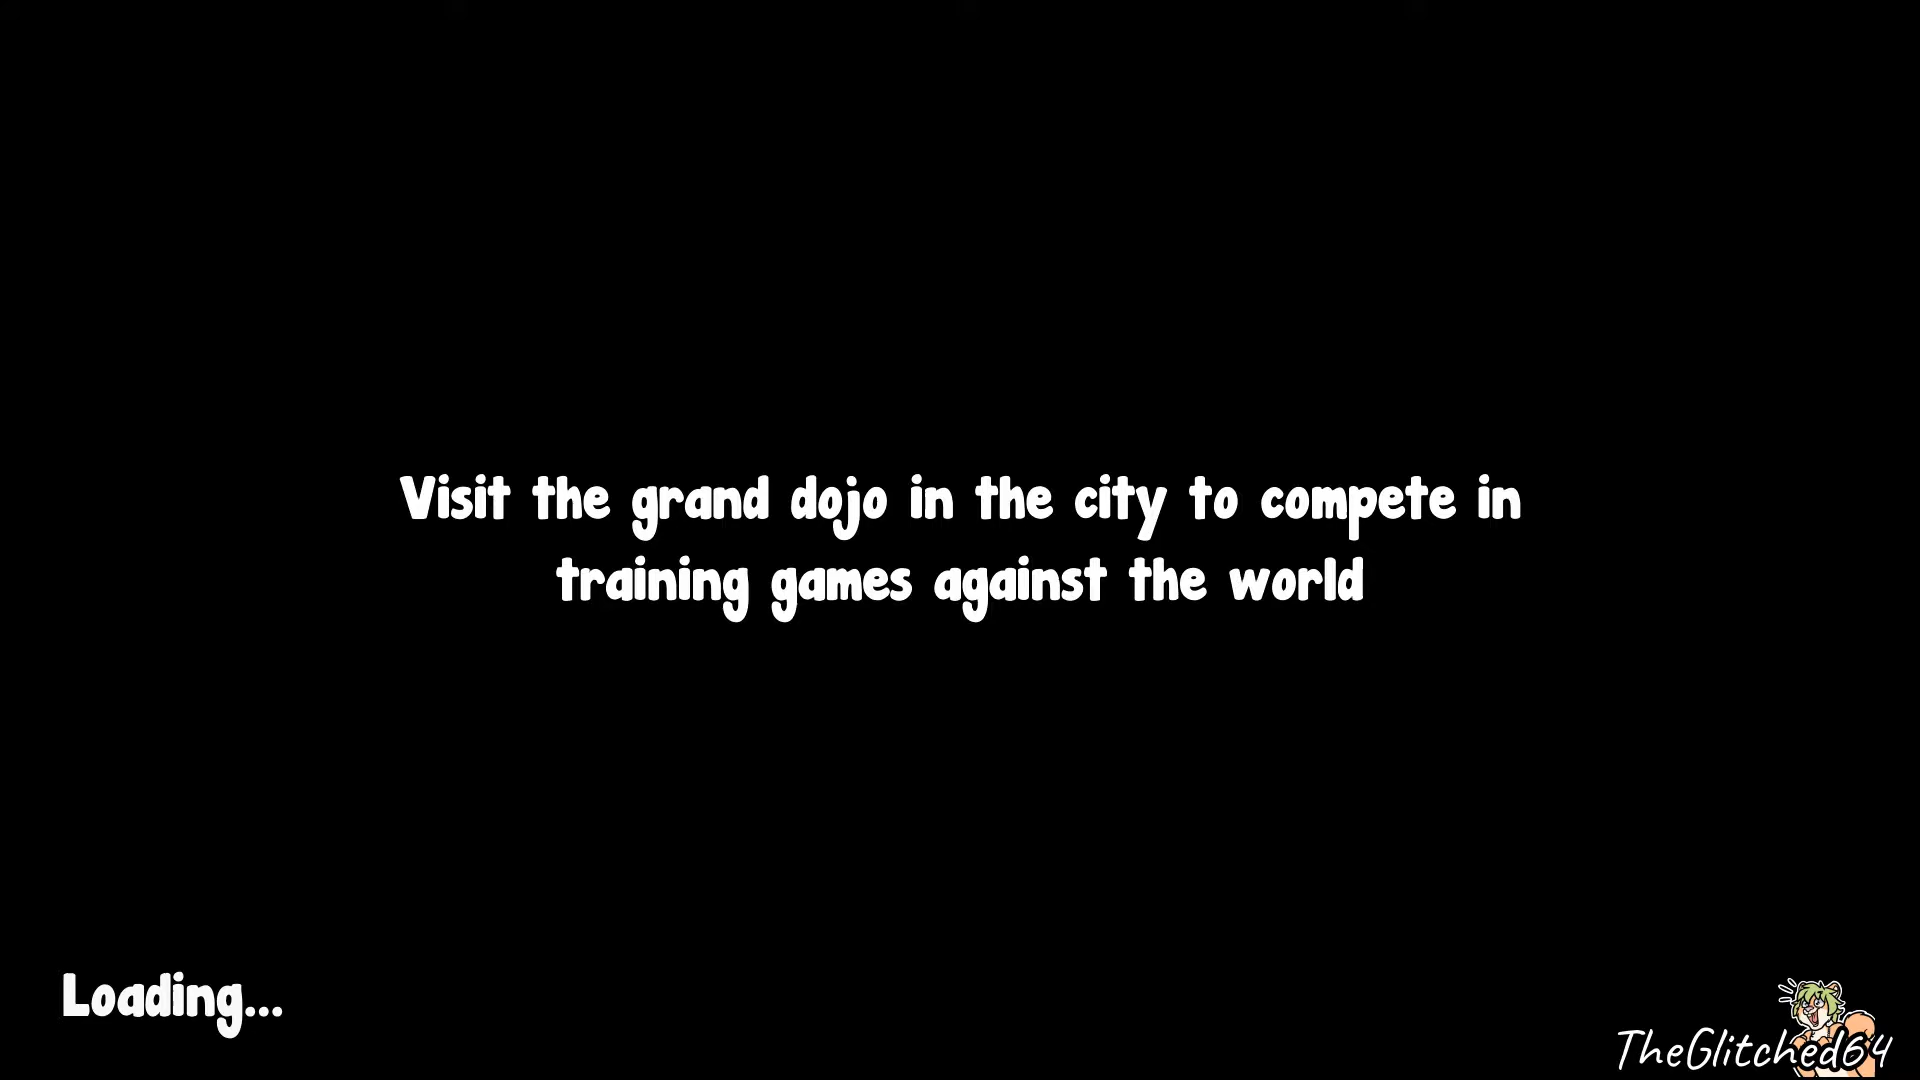 Visit the grand dojo in the city to compete in
training games against the world
Loading...
TheGlitched64